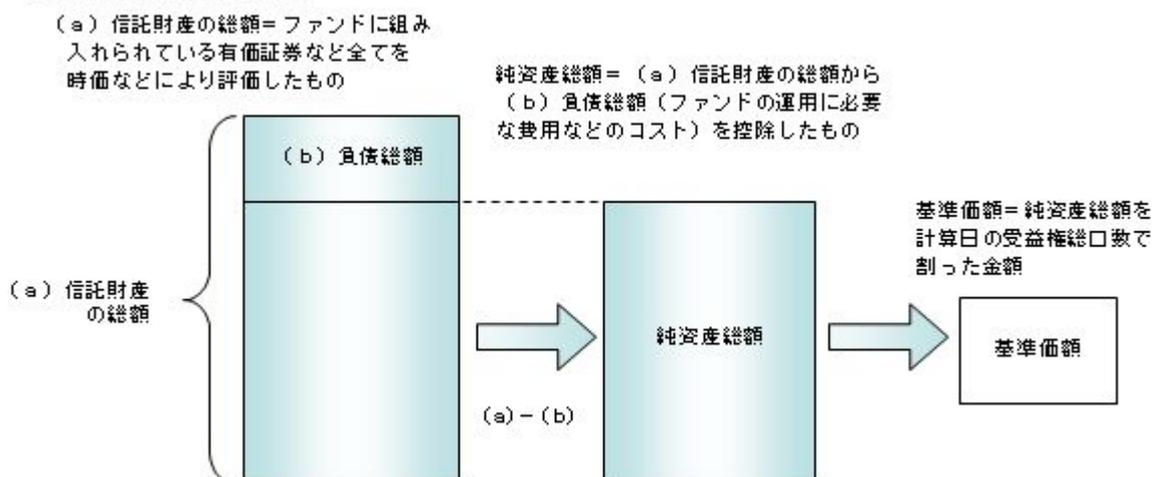 (a)信託財産の総額=ファンドに組み
入れられている有価証券など全てを
時価などにより評価したもの
純資産総額=(a)信託財産の総額から
(b)負債総額(ファンドの運用に必要
な費用などのコスト)を控除したもの
(b)負債総額
基準価額=純資産総額を
計算日の受益権総口数で
割った金額
(a)信託財産
の総額
純資産総額
基準価額
(a)-(b)